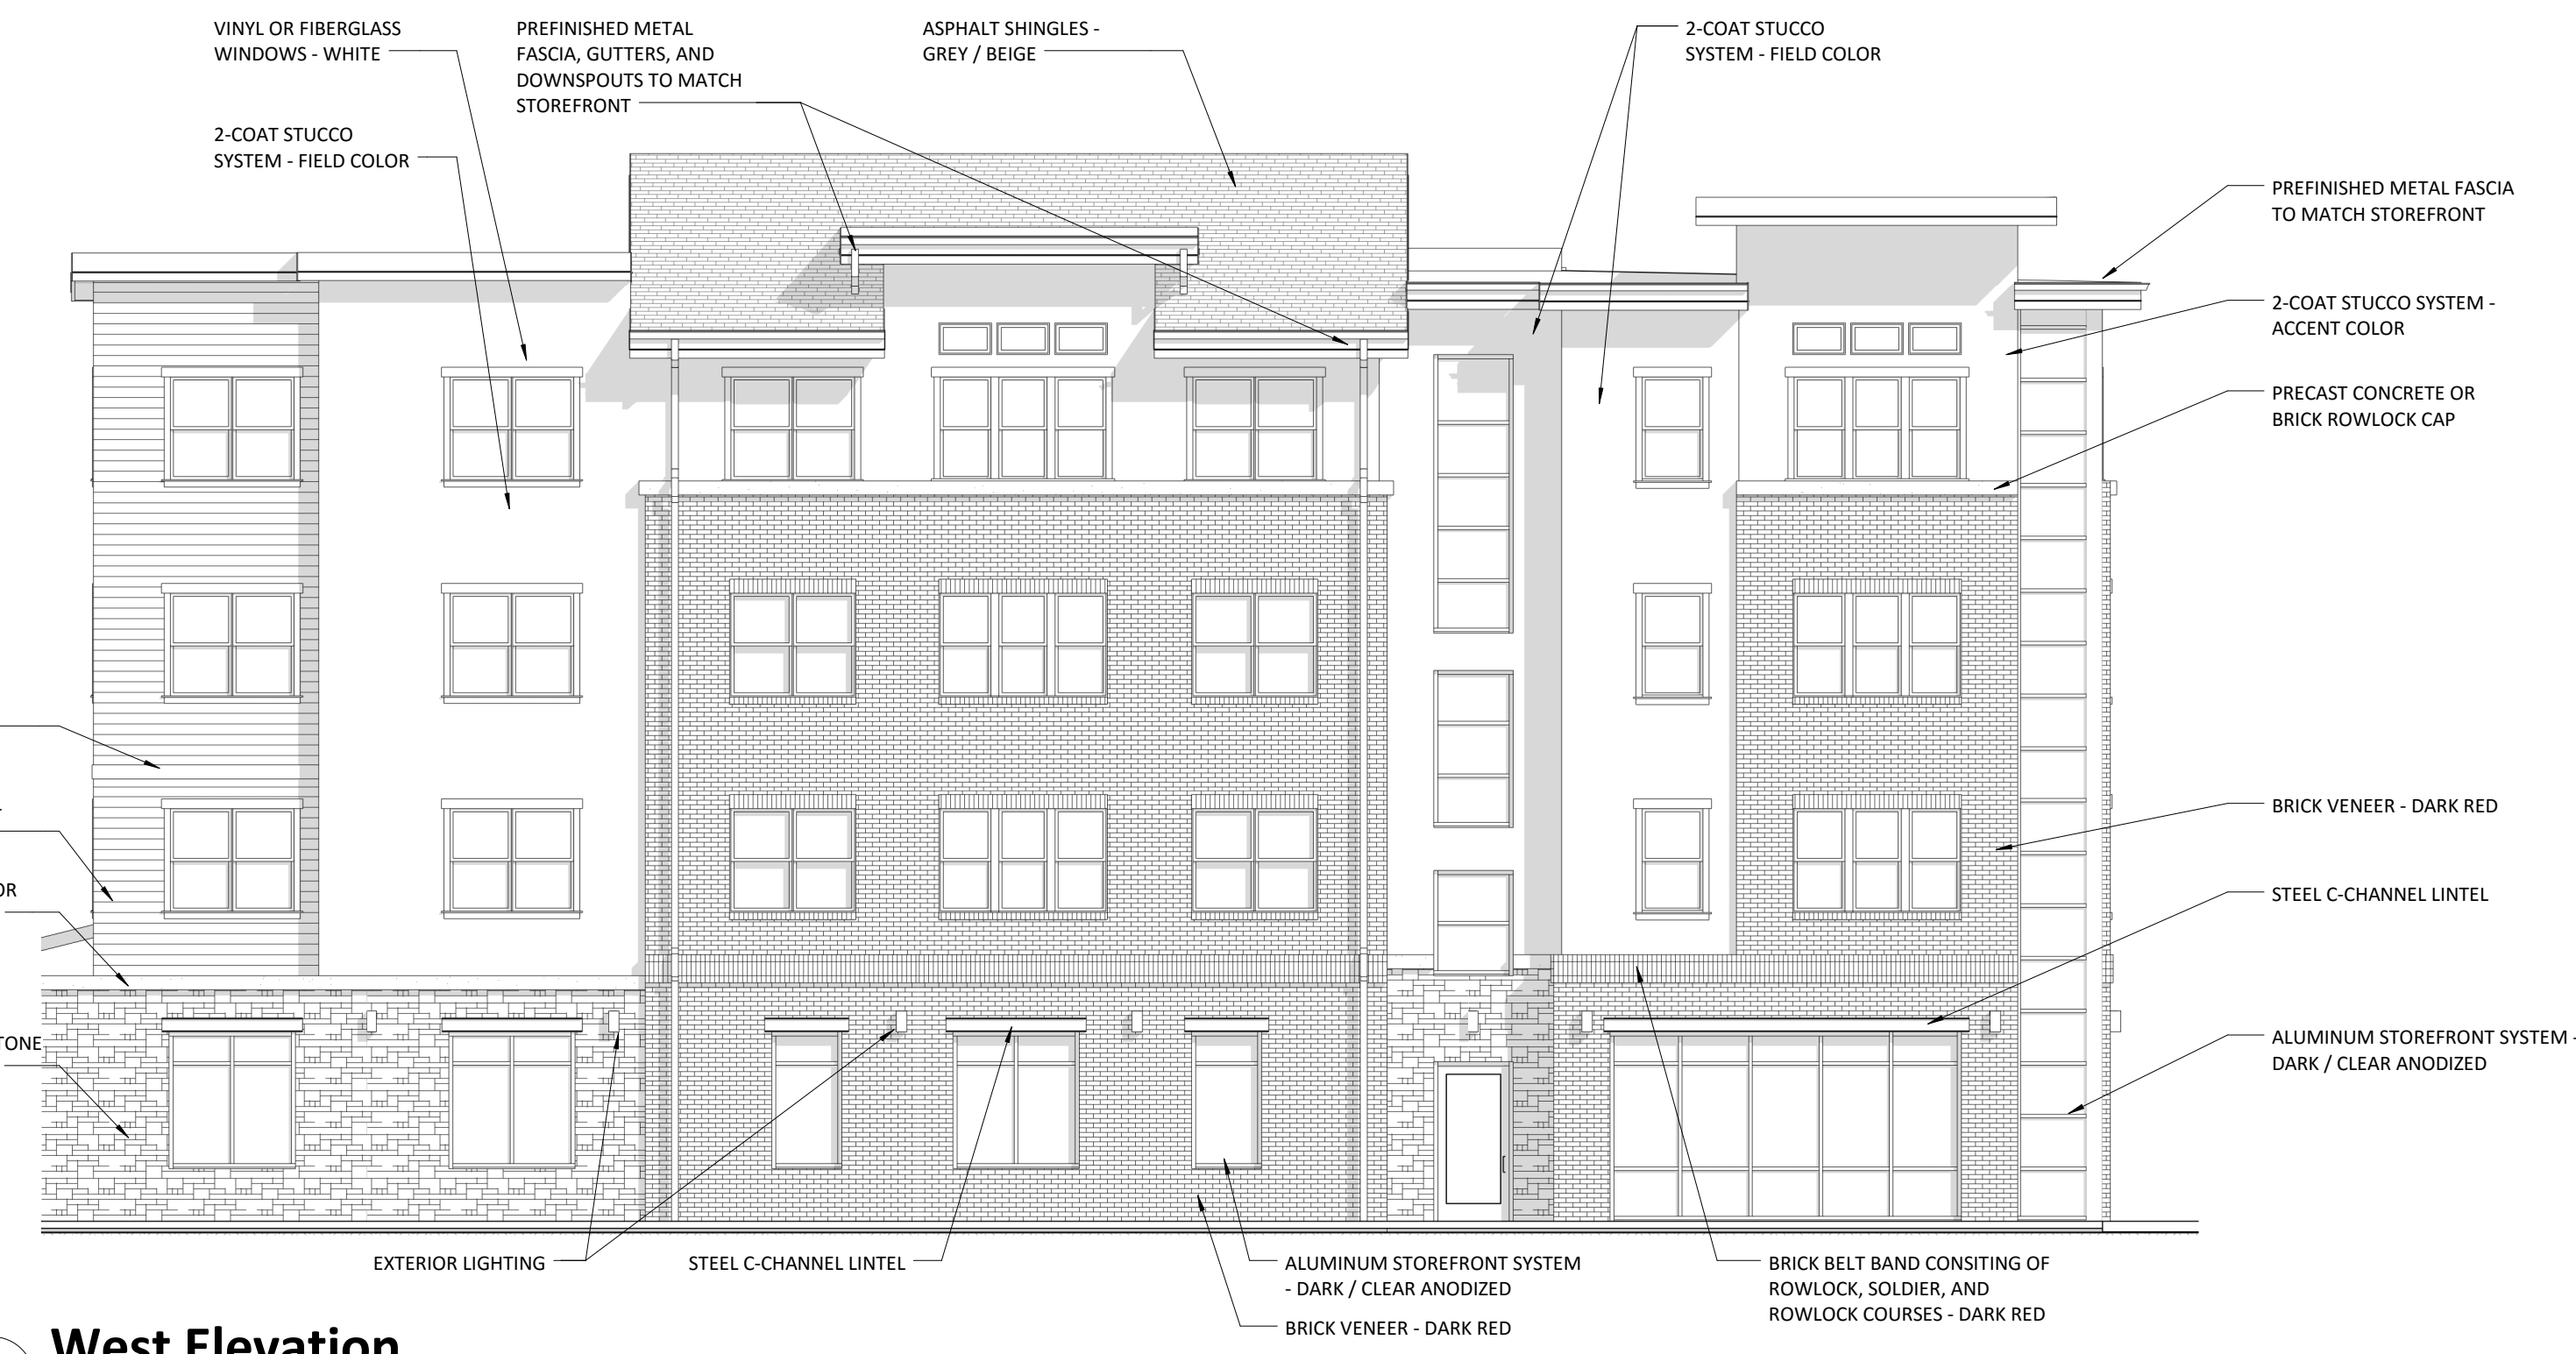 VINYL OR FIBERGLASS
WINDOWS - WHITE
PREFINISHED METAL
FASCIA, GUTTERS, AND
DOWNSPOUTS TO MATCH
STOREFRONT
ASPHALT SHINGLES -
GREY / BEIGE
2-COAT STUCCO
SYSTEM - FIELD COLOR
2-COAT STUCCO
SYSTEM - FIELD COLOR
PREFINISHED METAL FASCIA
TO MATCH STOREFRONT
2-COAT STUCCO SYSTEM -
ACCENT COLOR
PRECAST CONCRETE OR
BRICK ROWLOCK CAP
BRICK VENEER - DARK RED
STEEL C-CHANNEL LINTEL
ALUMINUM STOREFRONT SYSTEM -
DARK / CLEAR ANODIZED
OR
TONE
EXTERIOR LIGHTING
STEEL C-CHANNEL LINTEL
ALUMINUM STOREFRONT SYSTEM
- DARK / CLEAR ANODIZED
BRICK VENEER - DARK RED
BRICK BELT BAND CONSITING OF
ROWLOCK, SOLDIER, AND
ROWLOCK COURSES - DARK RED
West Elevation